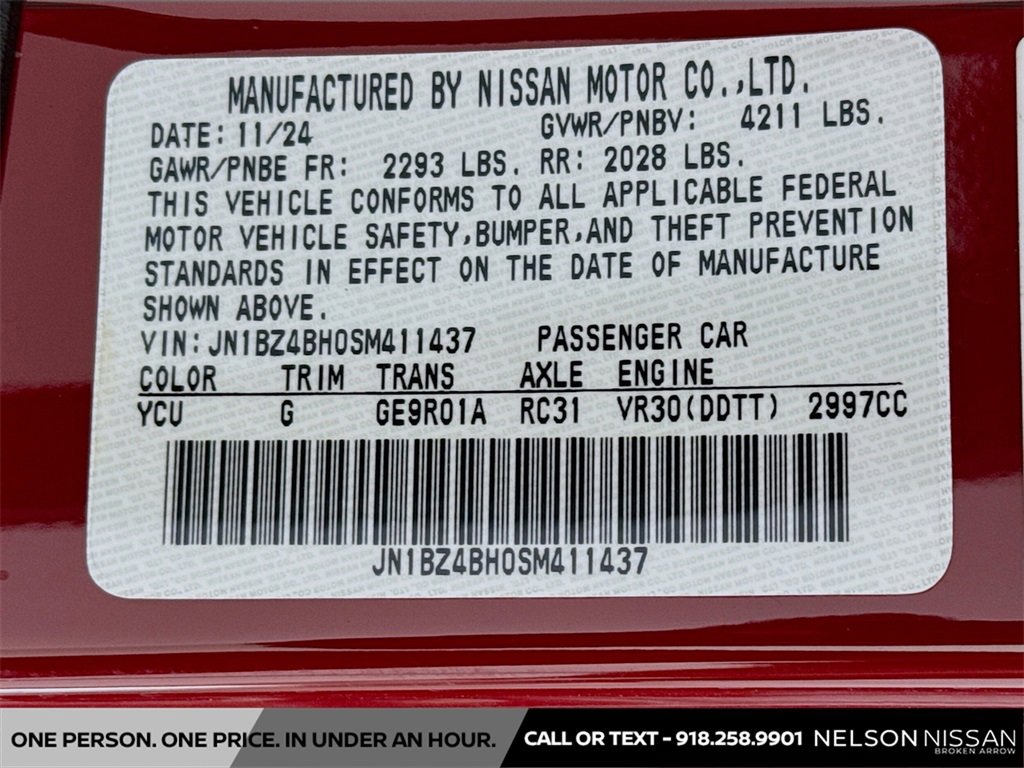 MANUFACTURED BY NISSAN MOTOR CO.,LTD.
DATE: 11/24 GVWR/PNBV: 4211 LBS.
GAWR/PNBE FR: 2293 LBS. RR: 2028 LBS.
THIS VEHICLE CONFORMS TO ALL APPLICABLE FEDERAL
MOTOR VEHICLE SAFETY,BUMPER,AND THEFT PREVENTION
STANDARDS IN EFFECT ON THE DATE OF MANUFACTURE
SHOWN ABOVE.
VIN:JN1BZ4BH0SM411437 PASSENGER CAR
COLOR TRIM TRANS AXLE ENGINE
YCU G GE9R01A RC31 VR30(DDTT) 2997CC
JN1BZ4BH0SM411437
ONE PERSON. ONE PRICE. IN UNDER AN HOUR. CALL OR TEXT - 918.258.9901 NELSON NISSAN
BROKEN ARROW